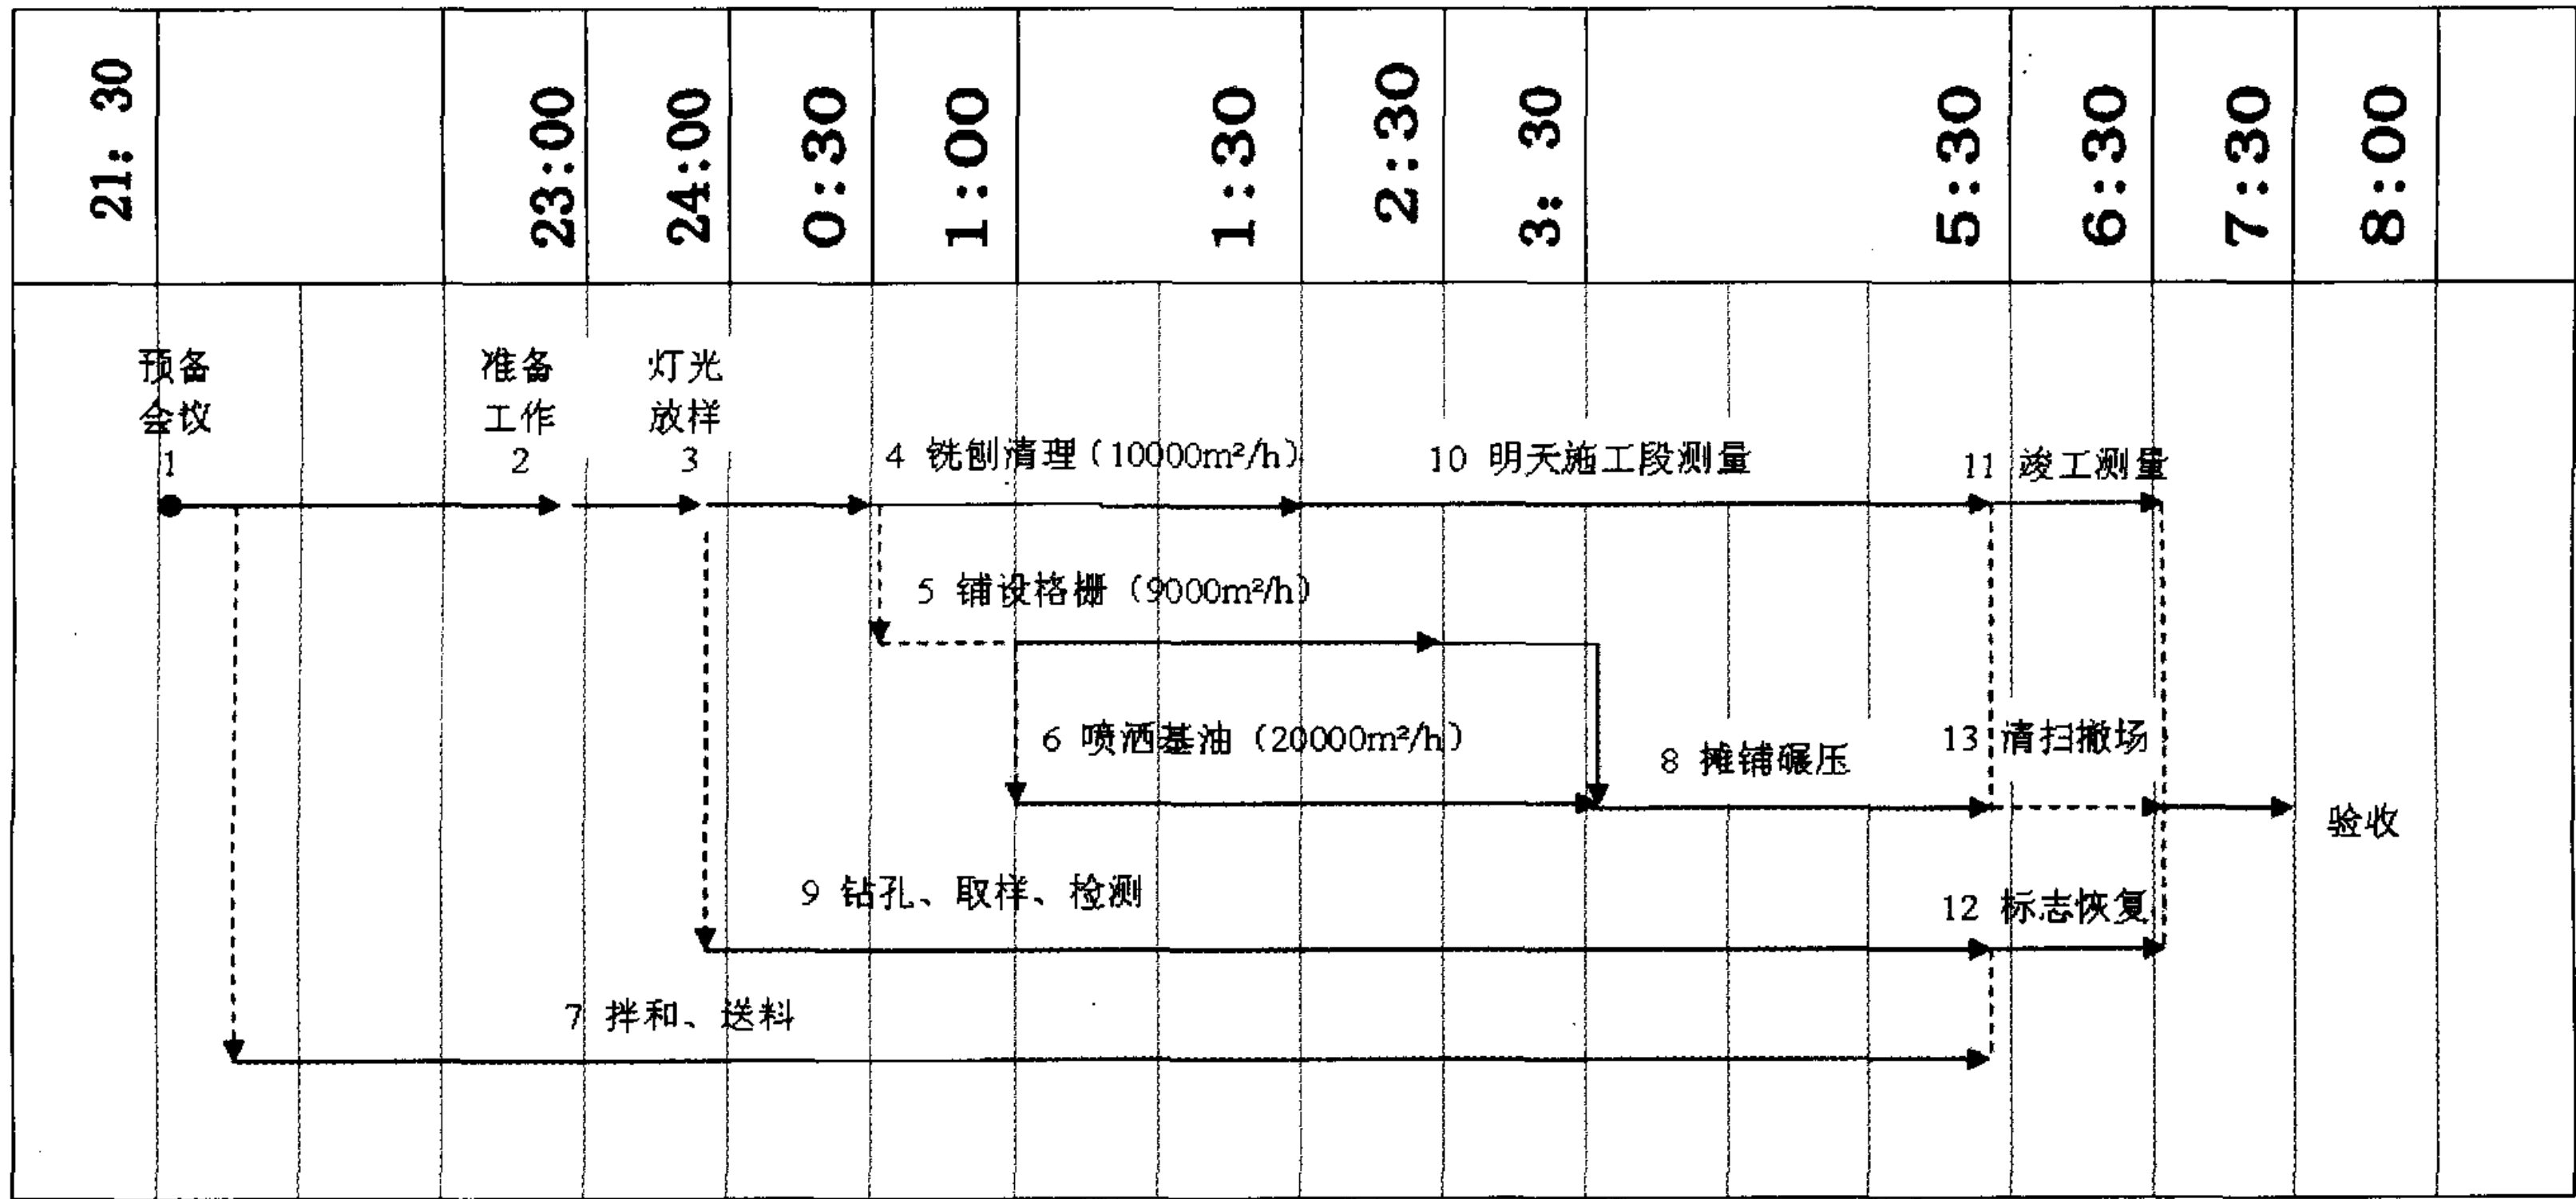 21: 30
23:00
24:00
0:30
1:00
1:30
2:30
3: 30
5:30
6:30
7:30
8:00
预备
会议
1
准备
工作
2
灯光
放样
3
4 铣刨清理(10000m²/h)
10 明天施工段测量
11 竣工测量
5 铺设格栅(9000m²/h)
6 喷洒基油(20000m²/h)
8 摊铺碾压
13 清扫撤场
验收
9 钻孔、取样、检测
12 标志恢复
7 拌和、送料